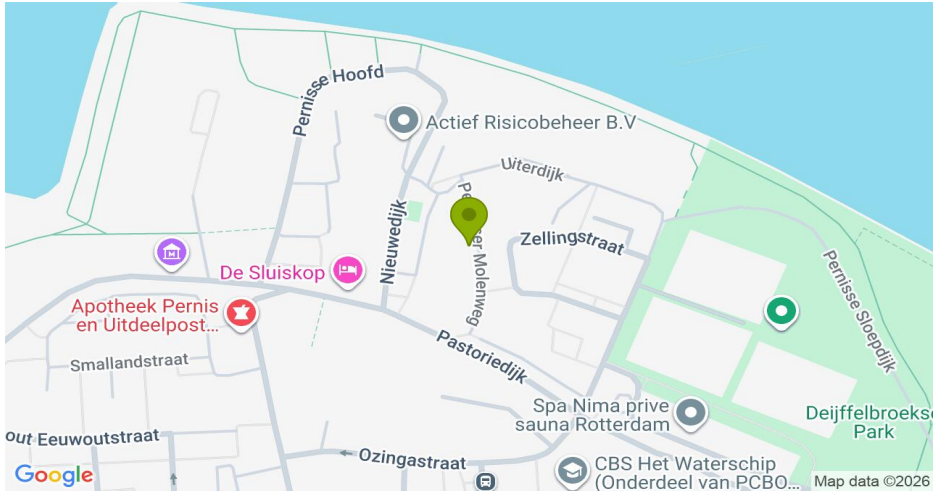 Pernisse Hoofd
Actief Risicobeheer B.V
Uiterdijk
Nieuwedijk
Zellingstraat
Molenweg
De Sluiskop
Pernisse Sloepdijk
Apotheek Pernis
en Uitdeelpost...
Smallandstraat
Pastoriedijk
Spa Nima prive
sauna Rotterdam
Deijffelbroekse
Park
out Eeuwoutstraat
Ozingastraat
CBS Het Waterschip
(Onderdeel van PCBO...
Google
Map data ©2026